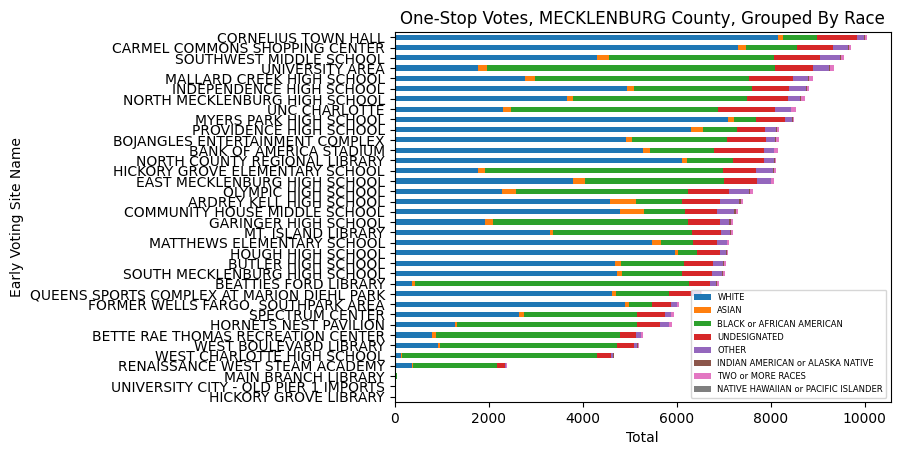 One-Stop Votes, MECKLENBURG County, Grouped By Race
Early Voting Site Name
CORNELIUS TOWN HALL
CARMEL COMMONS SHOPPING CENTER
SOUTHWEST MIDDLE SCHOOL
UNIVERSITY AREA
MALLARD CREEK HIGH SCHOOL
INDEPENDENCE HIGH SCHOOL
NORTH MECKLENBURG HIGH SCHOOL
UNC CHARLOTTE
MYERS PARK HIGH SCHOOL
PROVIDENCE HIGH SCHOOL
BOJANGLES ENTERTAINMENT COMPLEX
BANK OF AMERICA STADIUM
NORTH COUNTY REGIONAL LIBRARY
HICKORY GROVE ELEMENTARY SCHOOL
EAST MECKLENBURG HIGH SCHOOL
OLYMPIC HIGH SCHOOL
ARDREY KELL HIGH SCHOOL
COMMUNITY HOUSE MIDDLE SCHOOL
GARINGER HIGH SCHOOL
MT. ISLAND LIBRARY
MATTHEWS ELEMENTARY SCHOOL
HOUGH HIGH SCHOOL
BUTLER HIGH SCHOOL
SOUTH MECKLENBURG HIGH SCHOOL
BEATTIES FORD LIBRARY
QUEENS SPORTS COMPLEX AT MARION DIEHL PARK
FORMER WELLS FARGO, SOUTHPARK AREA
SPECTRUM CENTER
HORNETS NEST PAVILION
BETTE RAE THOMAS RECREATION CENTER
WEST BOULEVARD LIBRARY
WEST CHARLOTTE HIGH SCHOOL
RENAISSANCE WEST STEAM ACADEMY
MAIN BRANCH LIBRARY
UNIVERSITY CITY - OLD PIER 1 IMPORTS
HICKORY GROVE LIBRARY
WHITE
ASIAN
BLACK or AFRICAN AMERICAN
UNDESIGNATED
OTHER
INDIAN AMERICAN or ALASKA NATIVE
TWO or MORE RACES
NATIVE HAWAIIAN or PACIFIC ISLANDER
0 2000 4000 6000 8000 10000
Total